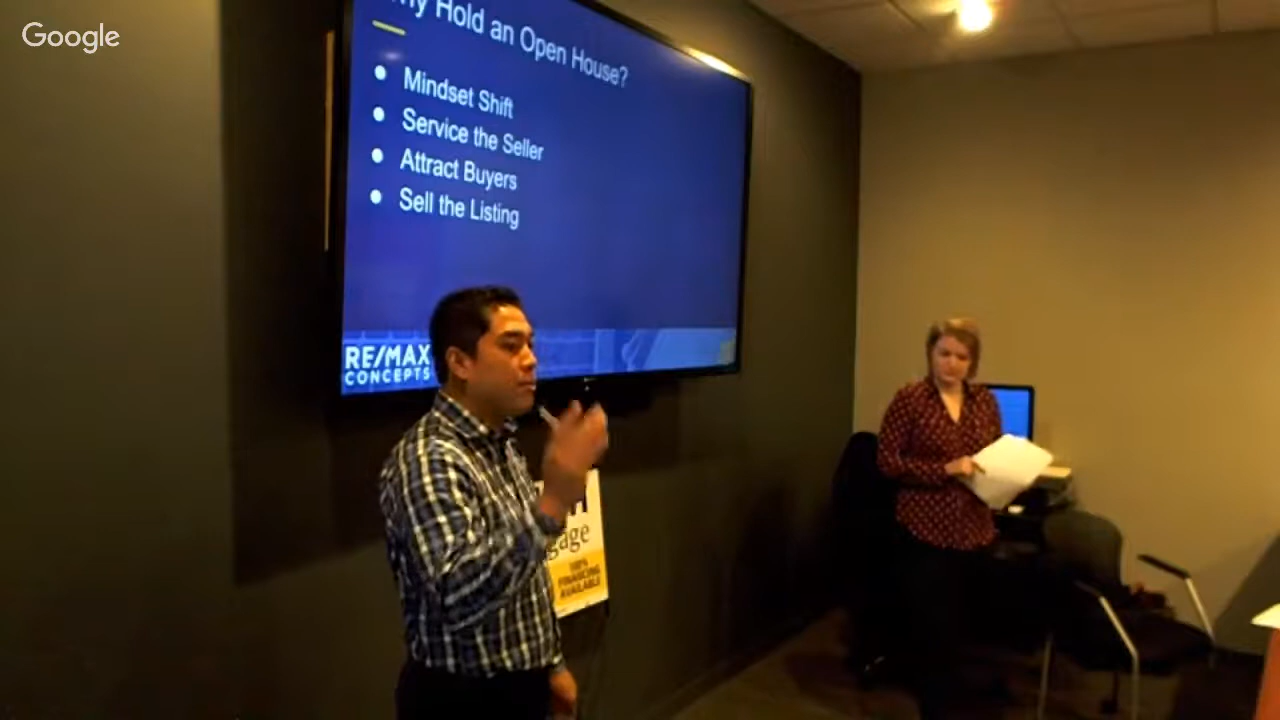 Google
Why Hold an Open House?
Mindset Shift
Service the Seller
Attract Buyers
Sell the Listing
RE/MAX
CONCEPTS
gage
100%
FINANCING
AVAILABLE